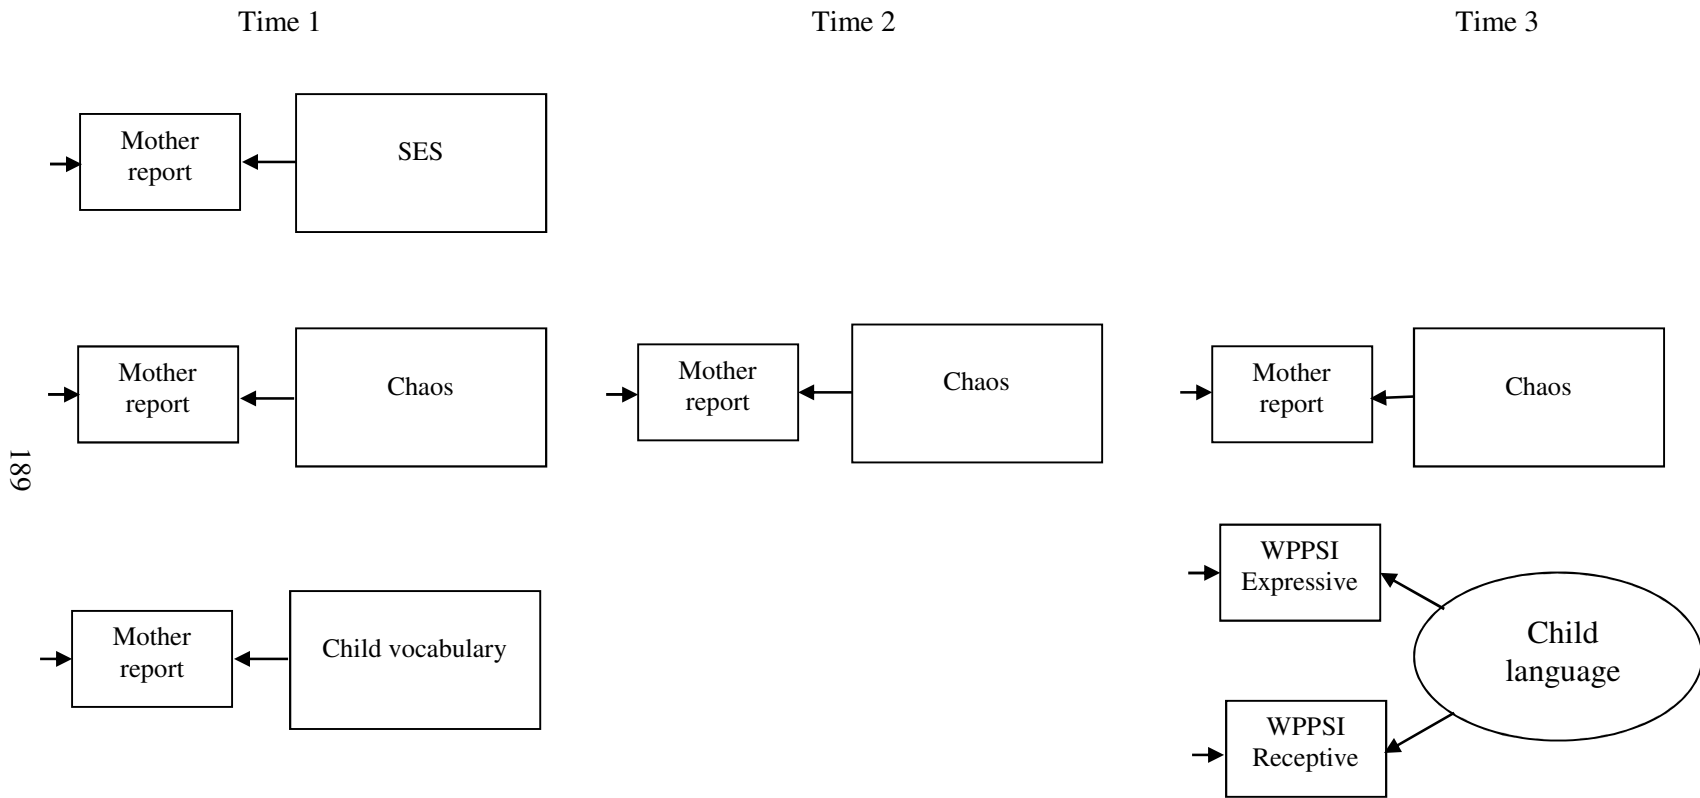 Time 1
Time 2
Time 3
Mother
report
SES
Mother
report
Chaos
Mother
report
Chaos
Mother
report
Chaos
189
WPPSI
Expressive
Mother
report
Child vocabulary
Child
language
WPPSI
Receptive